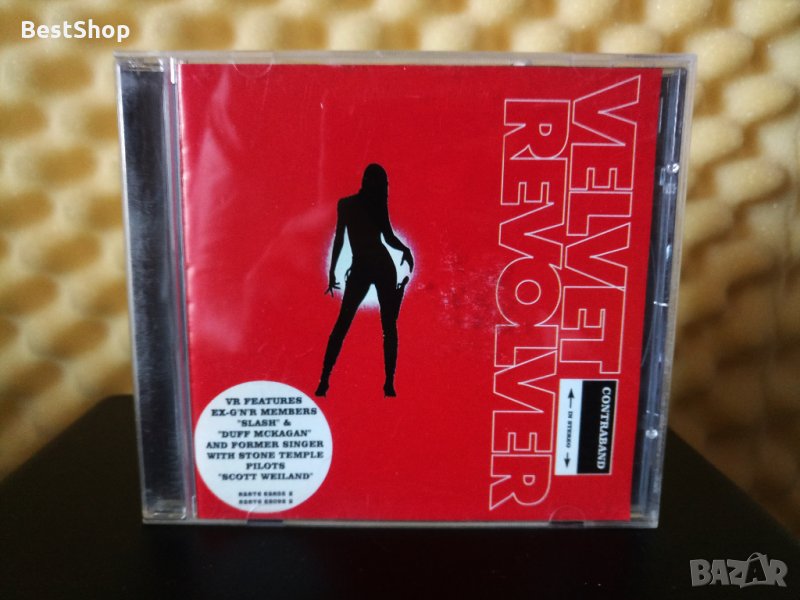 BestShop
VELVET
REVOLVER
CONTRABAND
IN STEREO
VR FEATURES
EX-G'N'R MEMBERS
"SLASH" &
"DUFF MCKAGAN"
AND FORMER SINGER
WITH STONE TEMPLE
PILOTS
"SCOTT WEILAND"
BAZAR